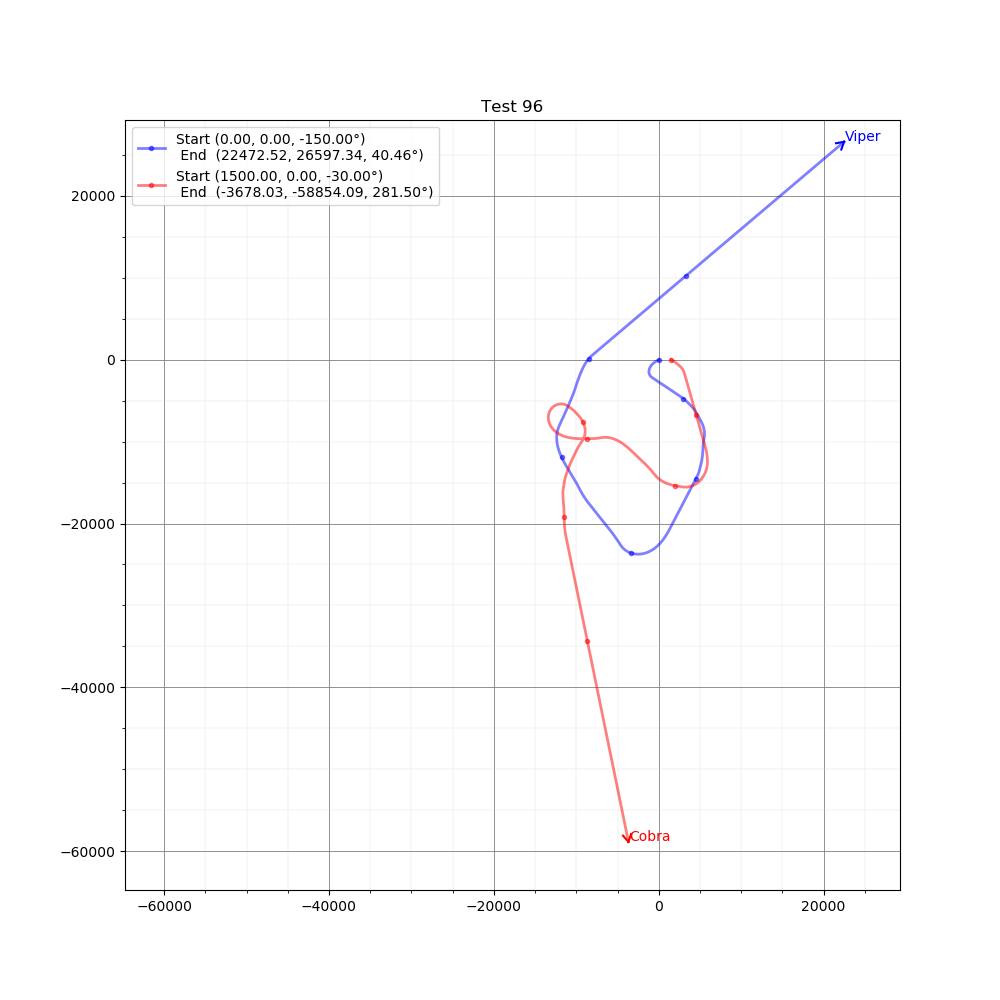 Test 96
Start (0.00, 0.00, -150.00°)
End (22472.52, 26597.34, 40.46°)
Start (1500.00, 0.00, -30.00°)
End (-3678.03, -58854.09, 281.50°)
Viper
Cobra
20000
0
−20000
−40000
−60000
−60000
−40000
−20000
0
20000